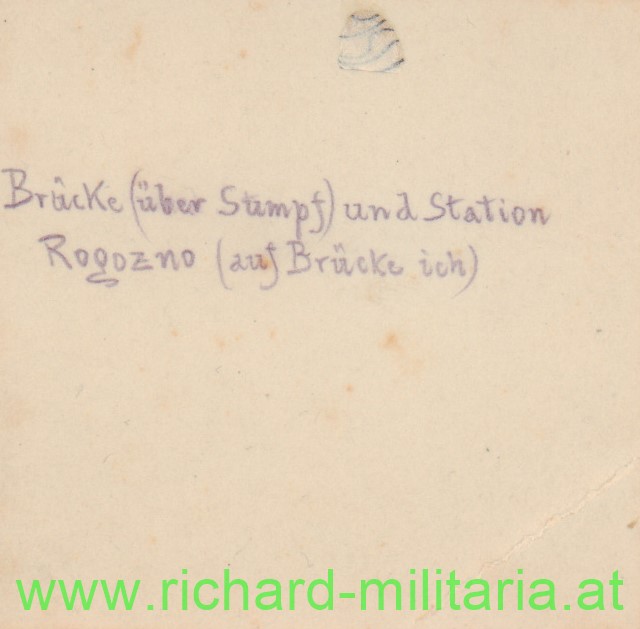 Brücke (über Sumpf) und Station
Rogozno (auf Brücke ich)
www.richard-militaria.at